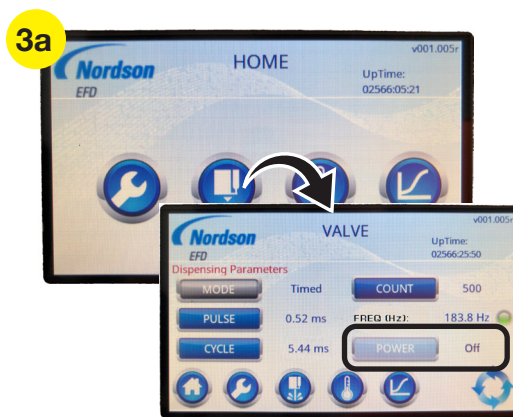 3a
Nordson
EFD
HOME
v001.005r
UpTime:
02566:05:21
Nordson
EFD
VALVE
v001.005r
UpTime:
02566:25:50
Dispensing Parameters
MODE Timed COUNT 500
PULSE 0.52 ms FREQ (Hz): 183.8 Hz
CYCLE 5.44 ms POWER Off